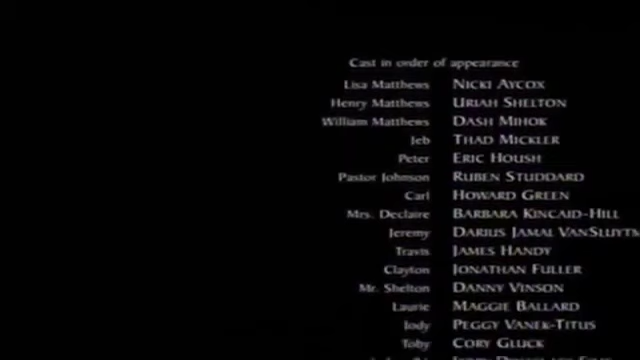 Cast in order of appearance
Lisa Matthews NICKI AYCOX
Henry Matthews URIAH SHELTON
William Matthews DASH MIHOK
Jeb THAD MICKLER
Peter ERIC HOUSH
Pastor Johnson RUBEN STUDDARD
Carl HOWARD GREEN
Mrs. Declaire BARBARA KINCAID-HILL
Jeremy DARIUS JAMAL VANSLUYTM
Travis JAMES HANDY
Clayton JONATHAN FULLER
Mr. Shelton DANNY VINSON
Laurie MAGGIE BALLARD
Jody PEGGY VANEK-TITUS
Toby CORY GLUCK